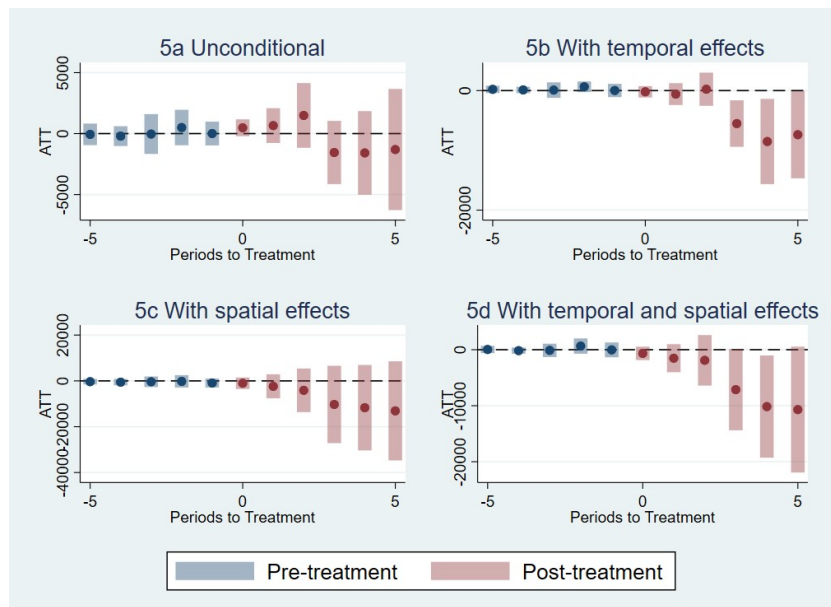 5a Unconditional
5000
0
-5000
ATT
-5 0 5
Periods to Treatment
5b With temporal effects
0
-20000
ATT
-5 0 5
Periods to Treatment
5c With spatial effects
20000
0
-20000
-40000
ATT
-5 0 5
Periods to Treatment
5d With temporal and spatial effects
0
-10000
-20000
ATT
-5 0 5
Periods to Treatment
Pre-treatment Post-treatment